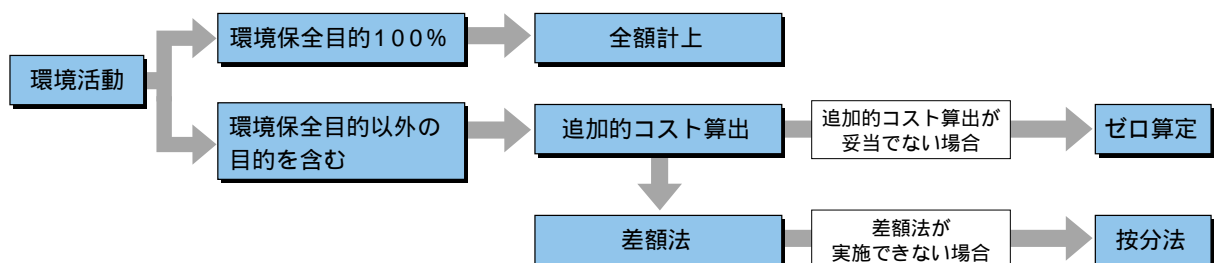 環境保全目的１００％
全額計上
環境活動
環境保全目的以外の
目的を含む
追加的コスト算出
追加的コスト算出が
妥当でない場合
ゼロ算定
差額法
差額法が
実施できない場合
按分法